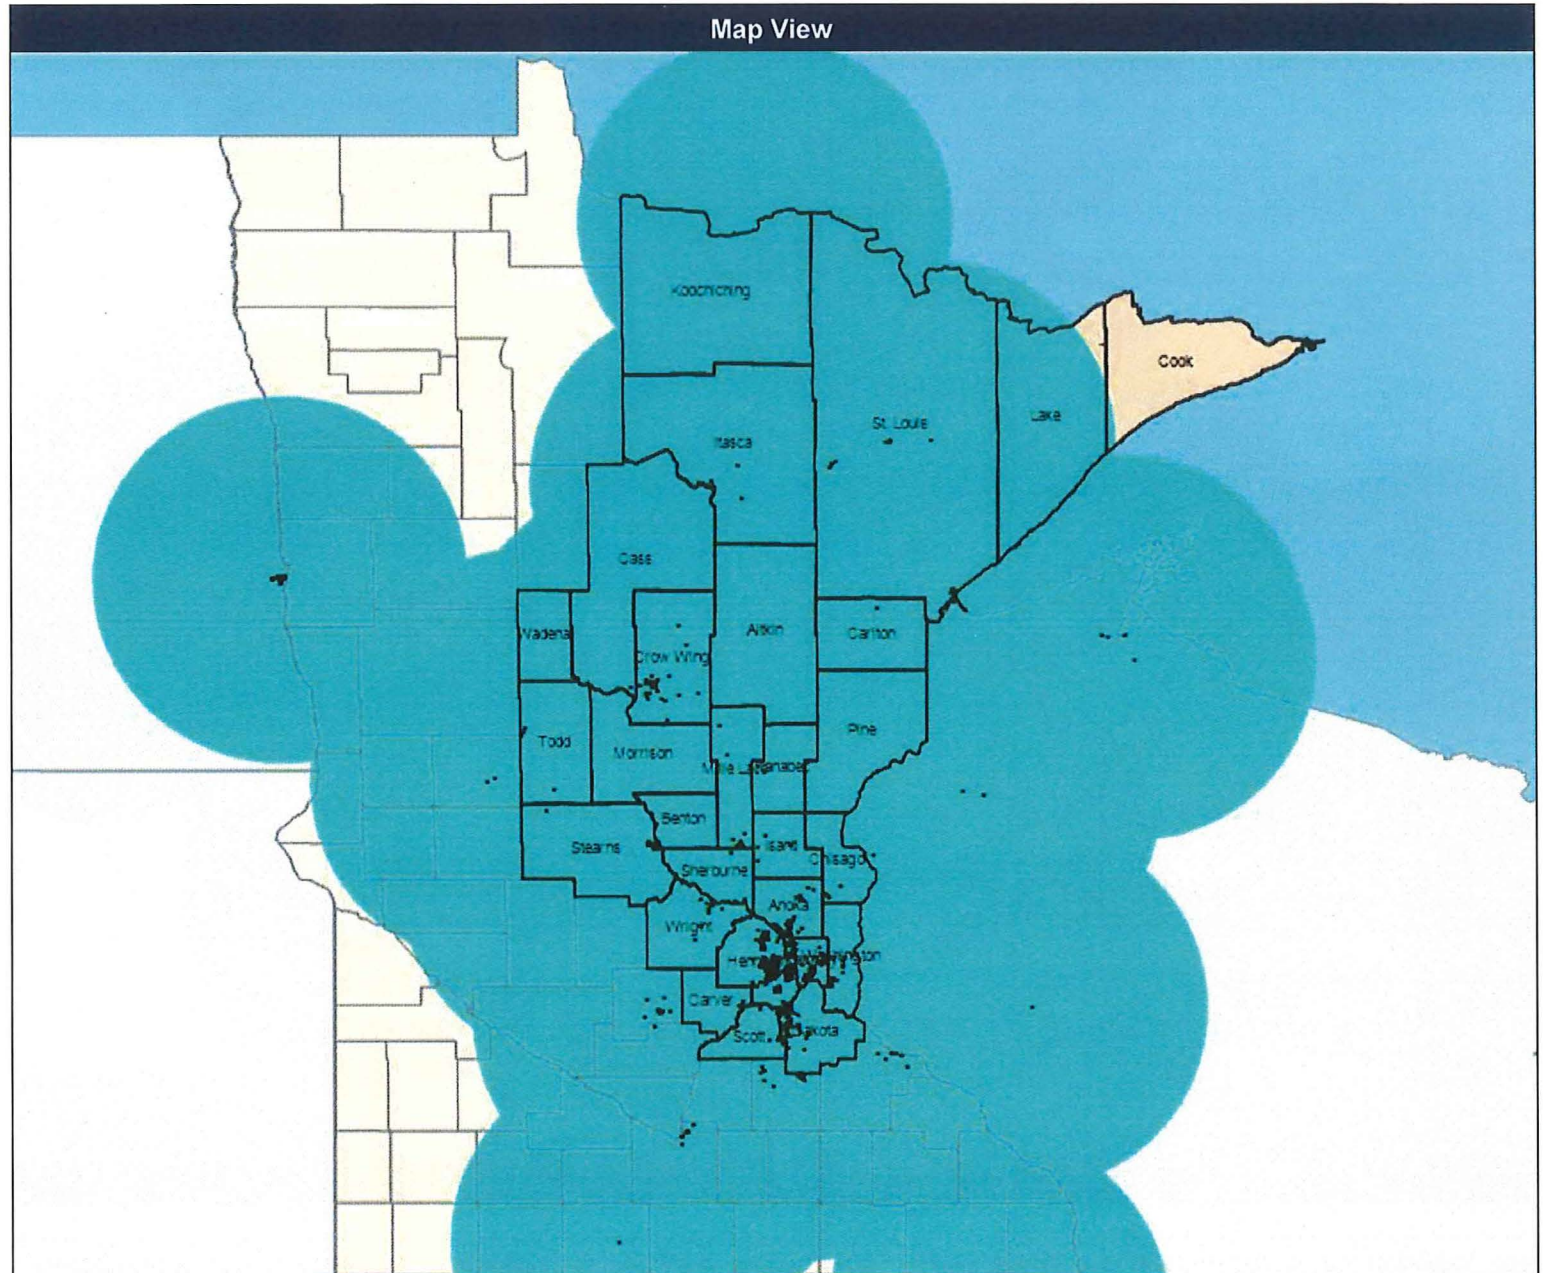 Map View
Koochiching
Cook
Lake
St. Louis
Itasca
Cass
Wadena
Aitkin
Carlton
Crow Wing
Pine
Todd
Morrison
Mille
Benton
Stearns
Isanti
Chisago
Sherburne
Anoka
Wright
Carver
Scott